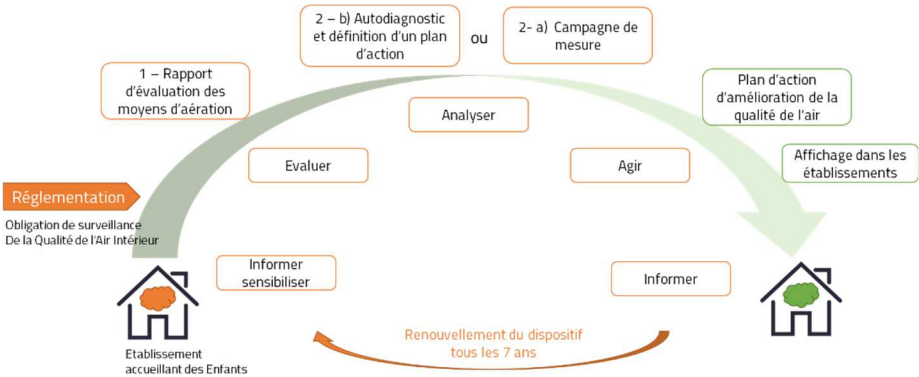 2 – b) Autodiagnostic
et définition d'un plan
d'action
ou
2- a) Campagne de
mesure
1 – Rapport
d'évaluation des
moyens d'aération
Plan d'action
d'amélioration de la
qualité de l'air
Analyser
Evaluer
Agir
Affichage dans les
établissements
Réglementation
Obligation de surveillance
De la Qualité de l'Air Intérieur
Informer
sensibiliser
Informer
Renouvellement du dispositif
tous les 7 ans
Etablissement
accueillant des Enfants